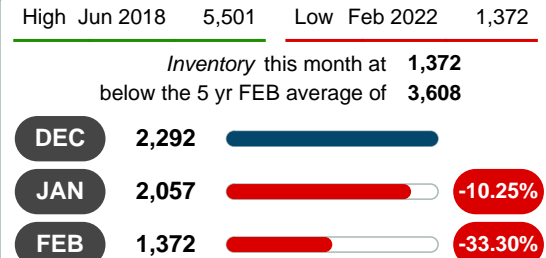 High Jun 2018 5,501 Low Feb 2022 1,372
Inventory this month at 1,372
below the 5 yr FEB average of 3,608
DEC 2,292
JAN 2,057 -10.25%
FEB 1,372 -33.30%